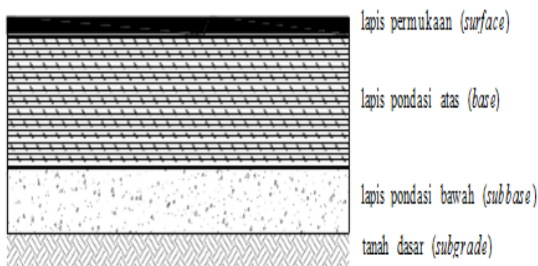 lapis permukaan (surface)
lapis pondasi atas (base)
lapis pondasi bawah (subbase)
tanah dasar (subgrade)